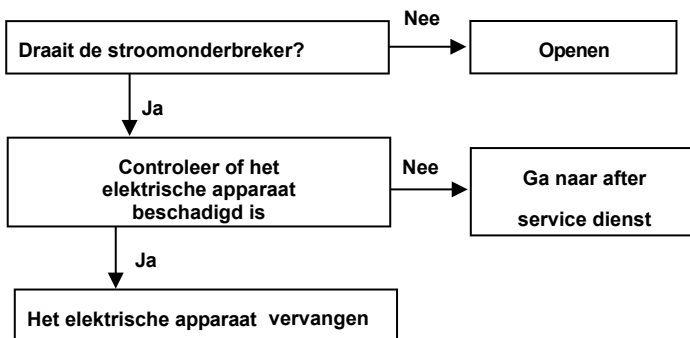 Draait de stroomonderbreker?
Nee
Openen
Ja
Controleer of het
elektrische apparaat
beschadigd is
Nee
Ga naar after
service dienst
Ja
Het elektrische apparaat vervangen